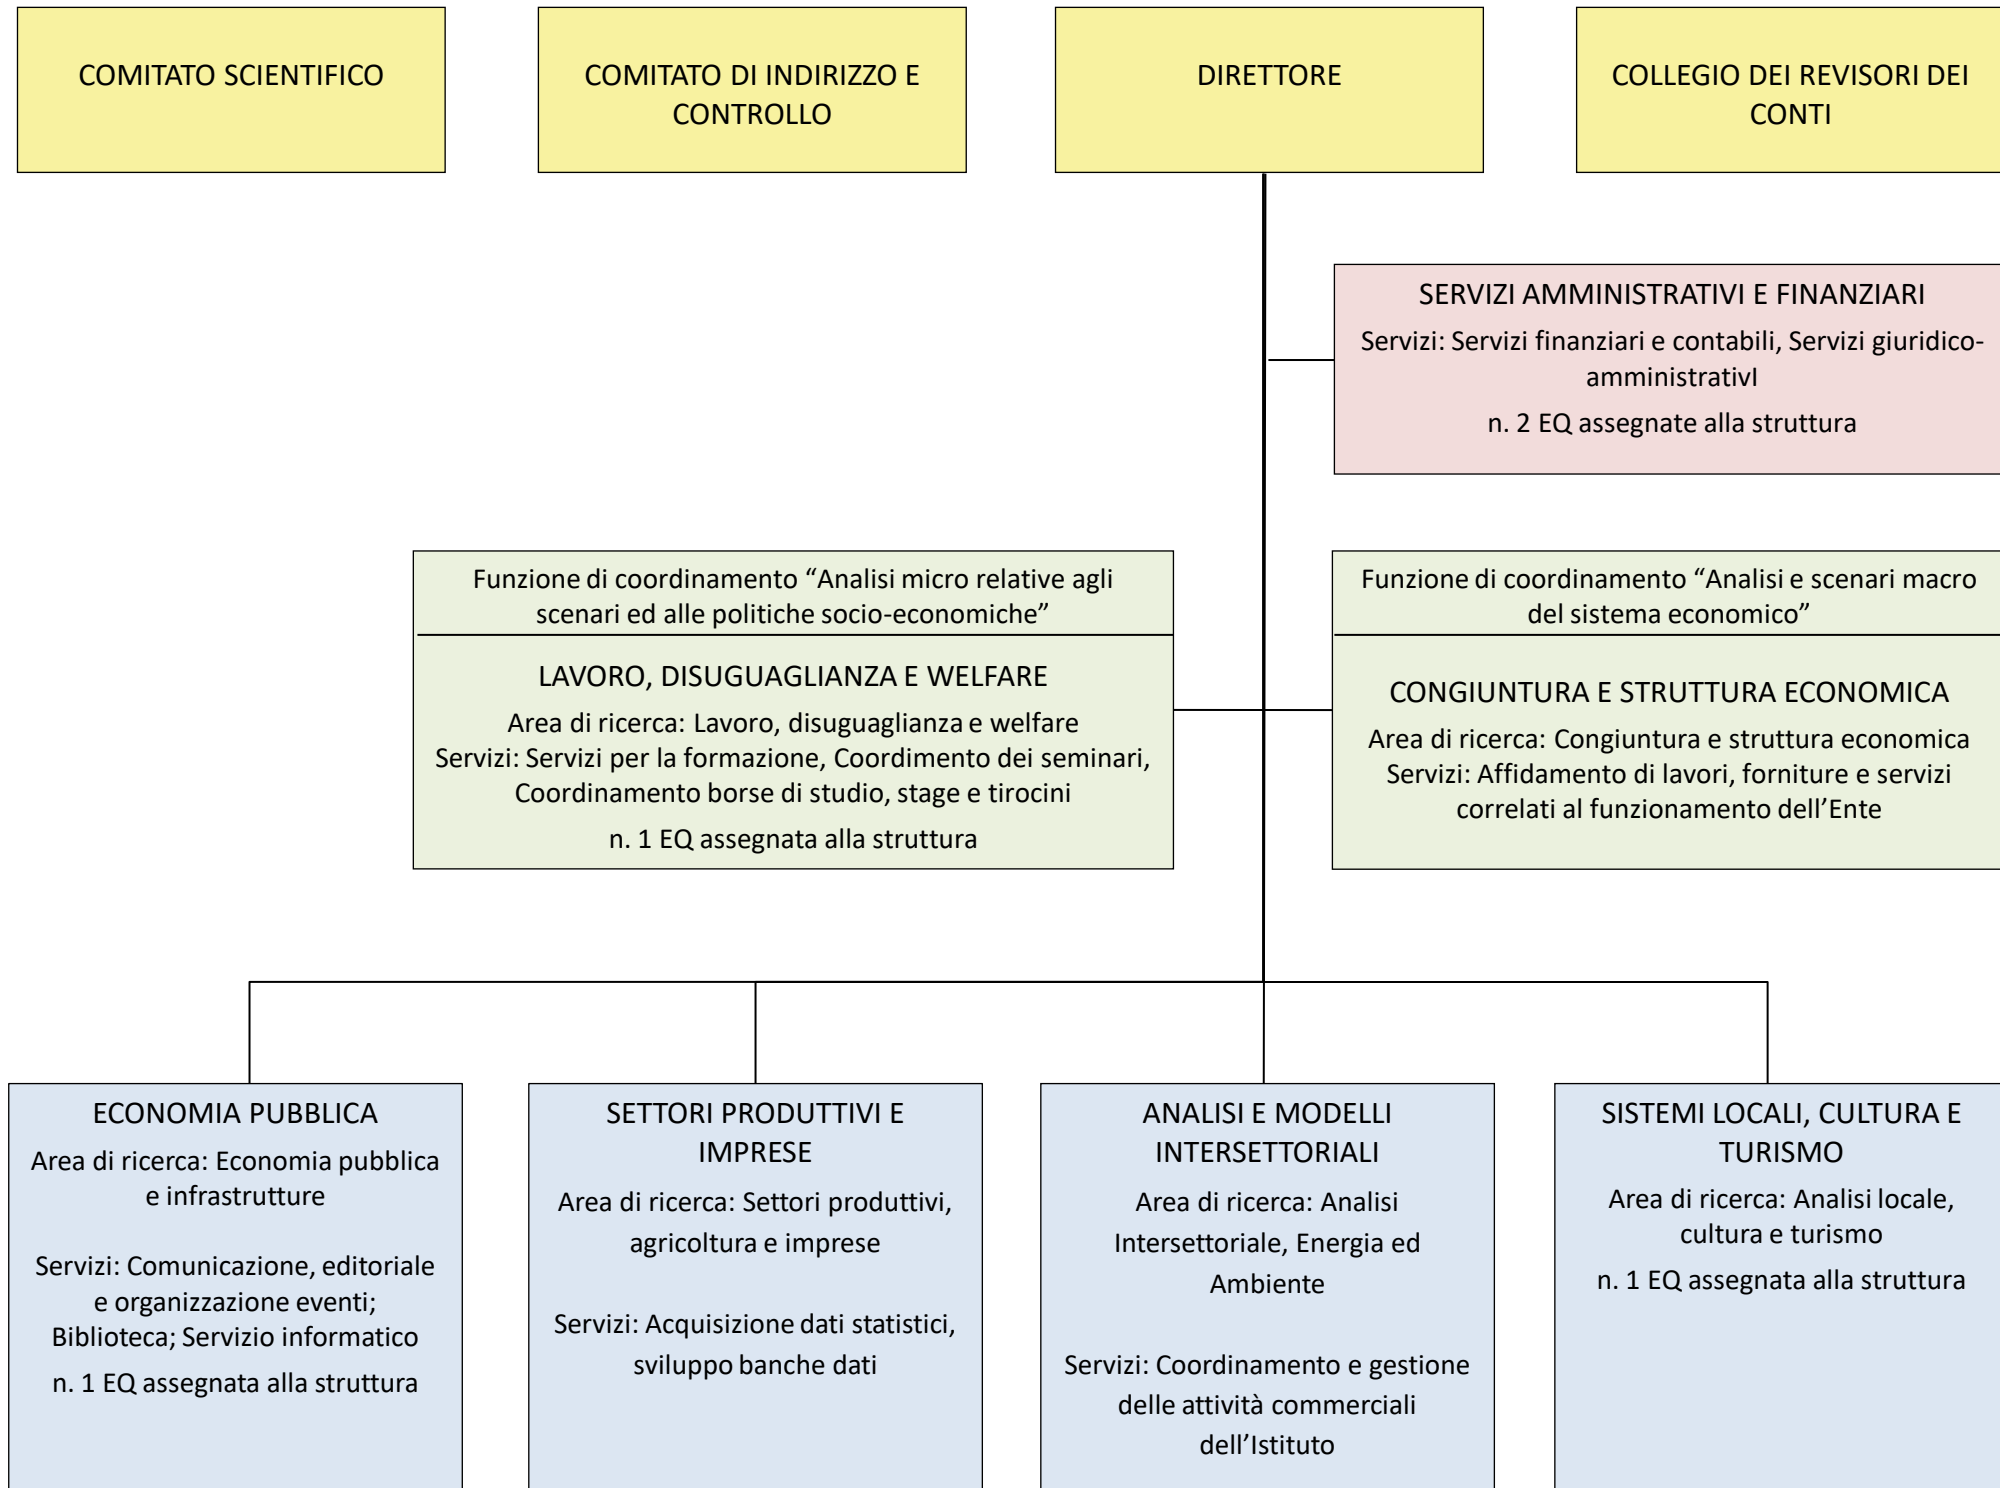 COMITATO SCIENTIFICO
COMITATO DI INDIRIZZO E
CONTROLLO
DIRETTORE
COLLEGIO DEI REVISORI DEI
CONTI
SERVIZI AMMINISTRATIVI E FINANZIARI
Servizi: Servizi finanziari e contabili, Servizi giuridico-
amministrativI
n. 2 EQ assegnate alla struttura
Funzione di coordinamento “Analisi micro relative agli
scenari ed alle politiche socio-economiche”
LAVORO, DISUGUAGLIANZA E WELFARE
Area di ricerca: Lavoro, disuguaglianza e welfare
Servizi: Servizi per la formazione, Coordimento dei seminari,
Coordinamento borse di studio, stage e tirocini
n. 1 EQ assegnata alla struttura
Funzione di coordinamento “Analisi e scenari macro
del sistema economico”
CONGIUNTURA E STRUTTURA ECONOMICA
Area di ricerca: Congiuntura e struttura economica
Servizi: Affidamento di lavori, forniture e servizi
correlati al funzionamento dell’Ente
ECONOMIA PUBBLICA
Area di ricerca: Economia pubblica
e infrastrutture
Servizi: Comunicazione, editoriale
e organizzazione eventi;
Biblioteca; Servizio informatico
n. 1 EQ assegnata alla struttura
SETTORI PRODUTTIVI E
IMPRESE
Area di ricerca: Settori produttivi,
agricoltura e imprese
Servizi: Acquisizione dati statistici,
sviluppo banche dati
ANALISI E MODELLI
INTERSETTORIALI
Area di ricerca: Analisi
Intersettoriale, Energia ed
Ambiente
Servizi: Coordinamento e gestione
delle attività commerciali
dell’Istituto
SISTEMI LOCALI, CULTURA E
TURISMO
Area di ricerca: Analisi locale,
cultura e turismo
n. 1 EQ assegnata alla struttura